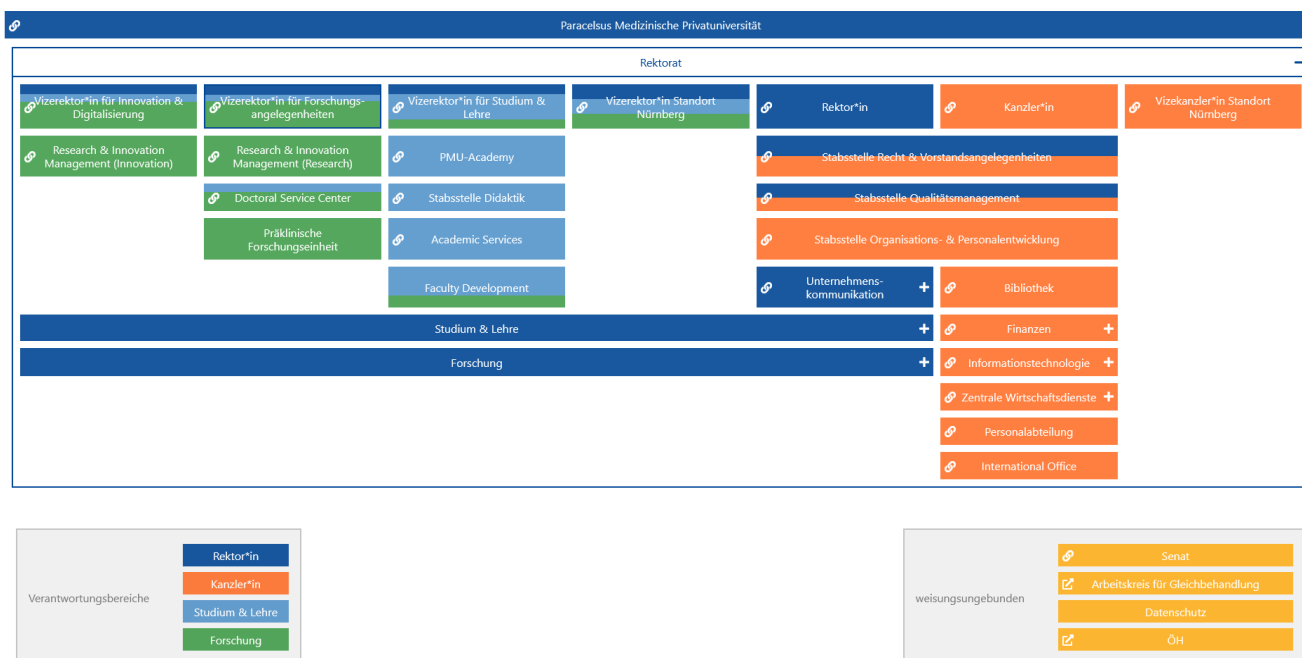 Paracelsus Medizinische Privatuniversität
Rektorat
Vizerektor*in für Innovation &
Digitalisierung
Vizerektor*in für Forschungs-
angelegenheiten
Vizerektor*in für Studium &
Lehre
Vizerektor*in Standort
Nürnberg
Rektor*in
Kanzler*in
Vizekanzler*in Standort
Nürnberg
Research & Innovation
Management (Innovation)
Research & Innovation
Management (Research)
PMU-Academy
Stabsstelle Recht & Vorstandsangelegenheiten
Doctoral Service Center
Stabsstelle Didaktik
Stabsstelle Qualitätsmanagement
Präklinische
Forschungseinheit
Academic Services
Stabsstelle Organisations- & Personalentwicklung
Faculty Development
Unternehmens-
kommunikation
Bibliothek
Studium & Lehre
Finanzen
Forschung
Informationstechnologie
Zentrale Wirtschaftsdienste
Personalabteilung
International Office
Verantwortungsbereiche
Rektor*in
Kanzler*in
Studium & Lehre
Forschung
weisungsungebunden
Senat
Arbeitskreis für Gleichbehandlung
Datenschutz
ÖH